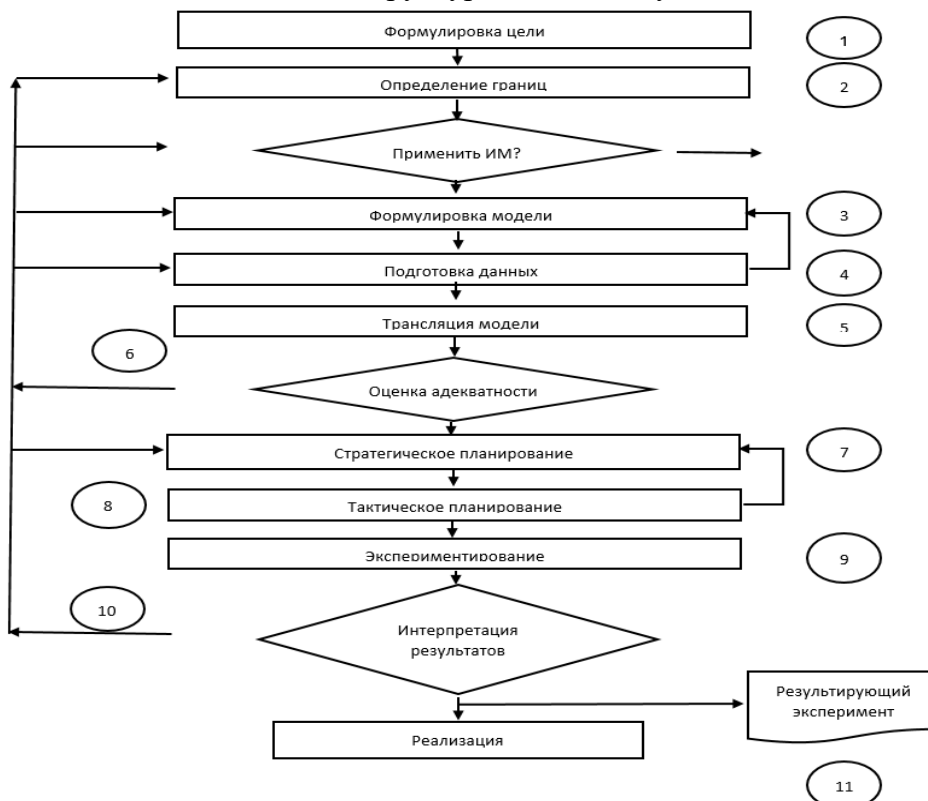 Формулировка цели
1
Определение границ
2
Применить ИМ?
Формулировка модели
3
Подготовка данных
4
Трансляция модели
5
6
Оценка адекватности
Стратегическое планирование
7
8
Тактическое планирование
Экспериментирование
9
10
Интерпретация
результатов
Результирующий
эксперимент
Реализация
11